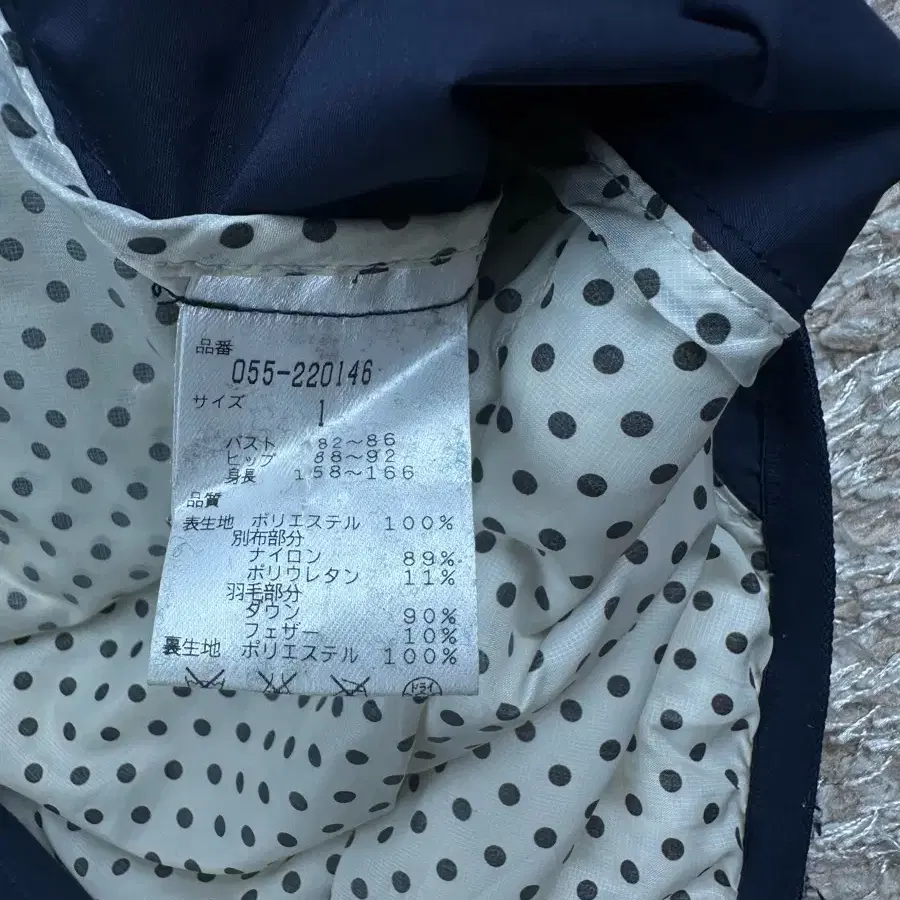 品番
055-220146
サイズ
1
バスト 82～86
ヒップ 88～92
身長 158～166
品質
表生地 ポリエステル 100%
別布部分
ナイロン 89%
ポリウレタン 11%
羽毛部分
ダウン 90%
フェザー 10%
裏生地 ポリエステル 100%
ドライ